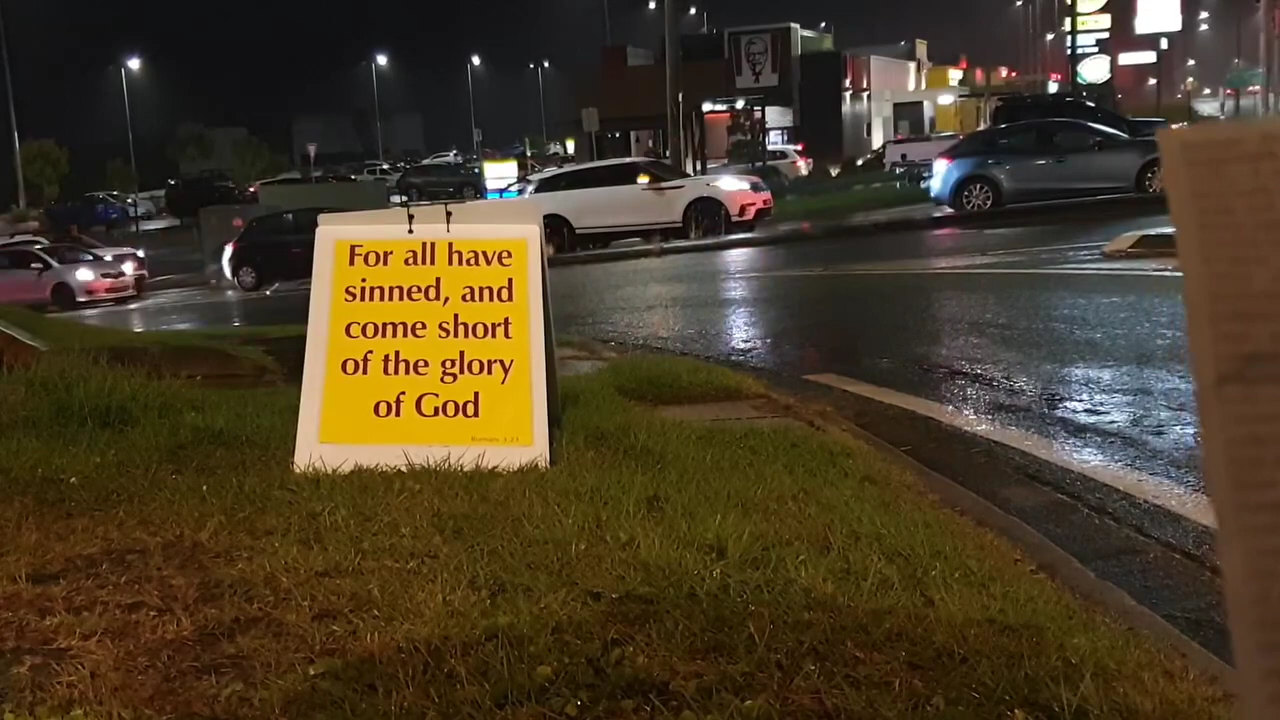 For all have
sinned, and
come short
of the glory
of God
Romans 3:23